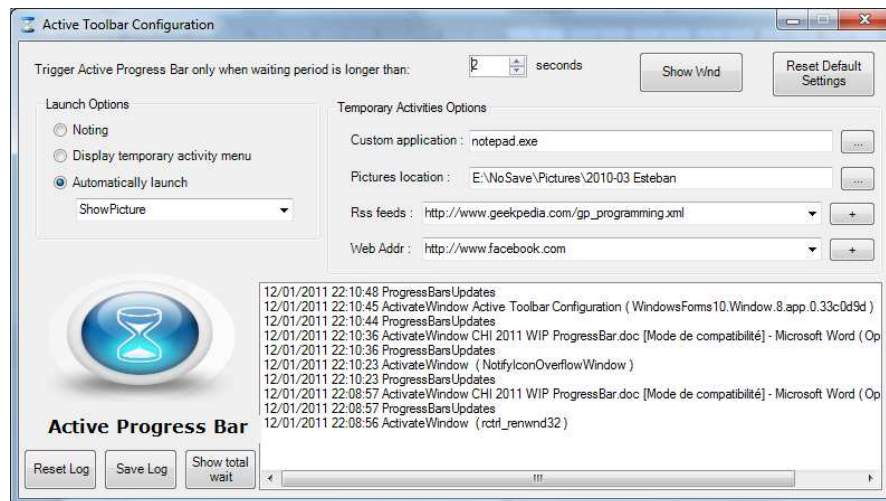 Active Toolbar Configuration
Trigger Active Progress Bar only when waiting period is longer than: 2 seconds
Show Wnd
Reset Default Settings
Launch Options
Noting
Display temporary activity menu
Automatically launch
ShowPicture
Temporary Activities Options
Custom application : notepad.exe ...
Pictures location : E:\NoSave\Pictures\2010-03 Esteban ...
Rss feeds : http://www.geekpedia.com/gp_programming.xml +
Web Addr : http://www.facebook.com +
12/01/2011 22:10:48 ProgressBarsUpdates
12/01/2011 22:10:45 ActivateWindow Active Toolbar Configuration ( WindowsForms10.Window.8.app.0.33c0d9d )
12/01/2011 22:10:44 ProgressBarsUpdates
12/01/2011 22:10:36 ActivateWindow CHI 2011 WIP ProgressBar.doc [Mode de compatibilité] - Microsoft Word ( Op
12/01/2011 22:10:36 ProgressBarsUpdates
12/01/2011 22:10:23 ActivateWindow ( NotifyIconOverflowWindow )
12/01/2011 22:10:23 ProgressBarsUpdates
12/01/2011 22:08:57 ActivateWindow CHI 2011 WIP ProgressBar.doc [Mode de compatibilité] - Microsoft Word ( Op
12/01/2011 22:08:57 ProgressBarsUpdates
12/01/2011 22:08:56 ActivateWindow ( rctrl_renwnd32 )
Active Progress Bar
Reset Log
Save Log
Show total wait